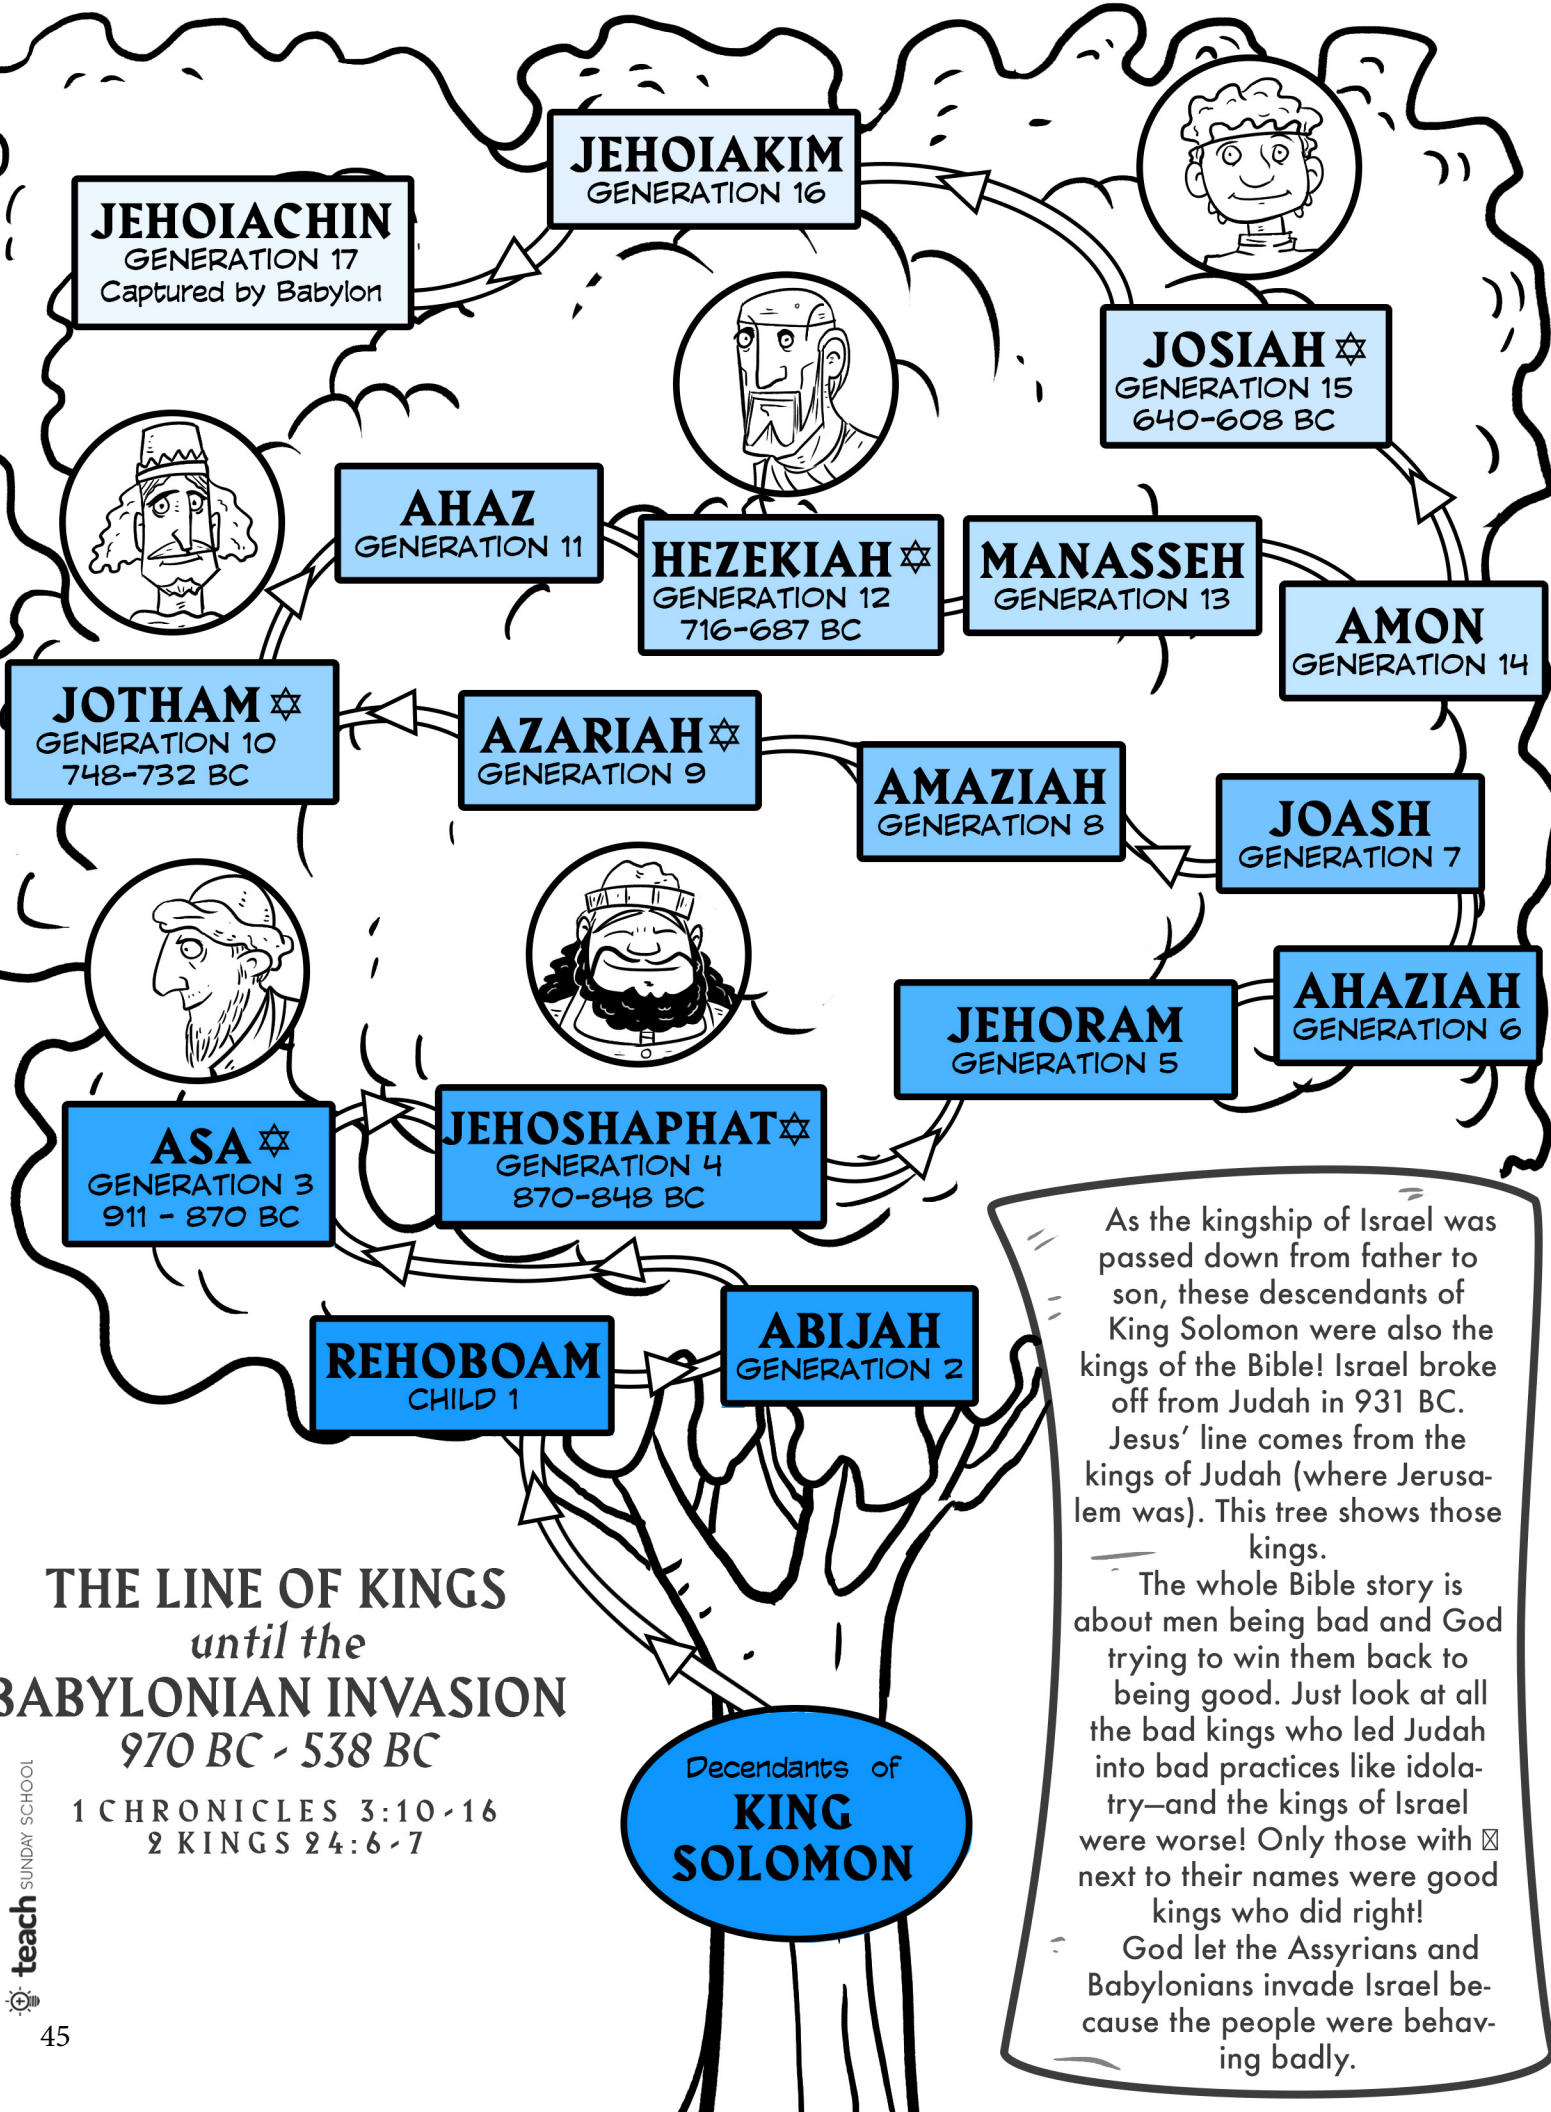 JEHOIAKIM
GENERATION 16
JEHOIACHIN
GENERATION 17
Captured by Babylon
JOSIAH ✡
GENERATION 15
640-608 BC
AHAZ
GENERATION 11
HEZEKIAH ✡
GENERATION 12
716-687 BC
MANASSEH
GENERATION 13
AMON
GENERATION 14
JOTHAM ✡
GENERATION 10
748-732 BC
AZARIAH ✡
GENERATION 9
AMAZIAH
GENERATION 8
JOASH
GENERATION 7
AHAZIAH
GENERATION 6
JEHORAM
GENERATION 5
ASA ✡
GENERATION 3
911 - 870 BC
JEHOSHAPHAT ✡
GENERATION 4
870-848 BC
ABIJAH
GENERATION 2
REHOBOAM
CHILD 1
Decendants of
KING
SOLOMON
THE LINE OF KINGS
until the
BABYLONIAN INVASION
970 BC - 538 BC
1 CHRONICLES 3:10-16
2 KINGS 24:6-7
As the kingship of Israel was
passed down from father to
son, these descendants of
King Solomon were also the
kings of the Bible! Israel broke
off from Judah in 931 BC.
Jesus’ line comes from the
kings of Judah (where Jerusa-
lem was). This tree shows those
kings.
The whole Bible story is
about men being bad and God
trying to win them back to
being good. Just look at all
the bad kings who led Judah
into bad practices like idola-
try—and the kings of Israel
were worse! Only those with
next to their names were good
kings who did right!
God let the Assyrians and
Babylonians invade Israel be-
cause the people were behav-
ing badly.
teach SUNDAY SCHOOL
45